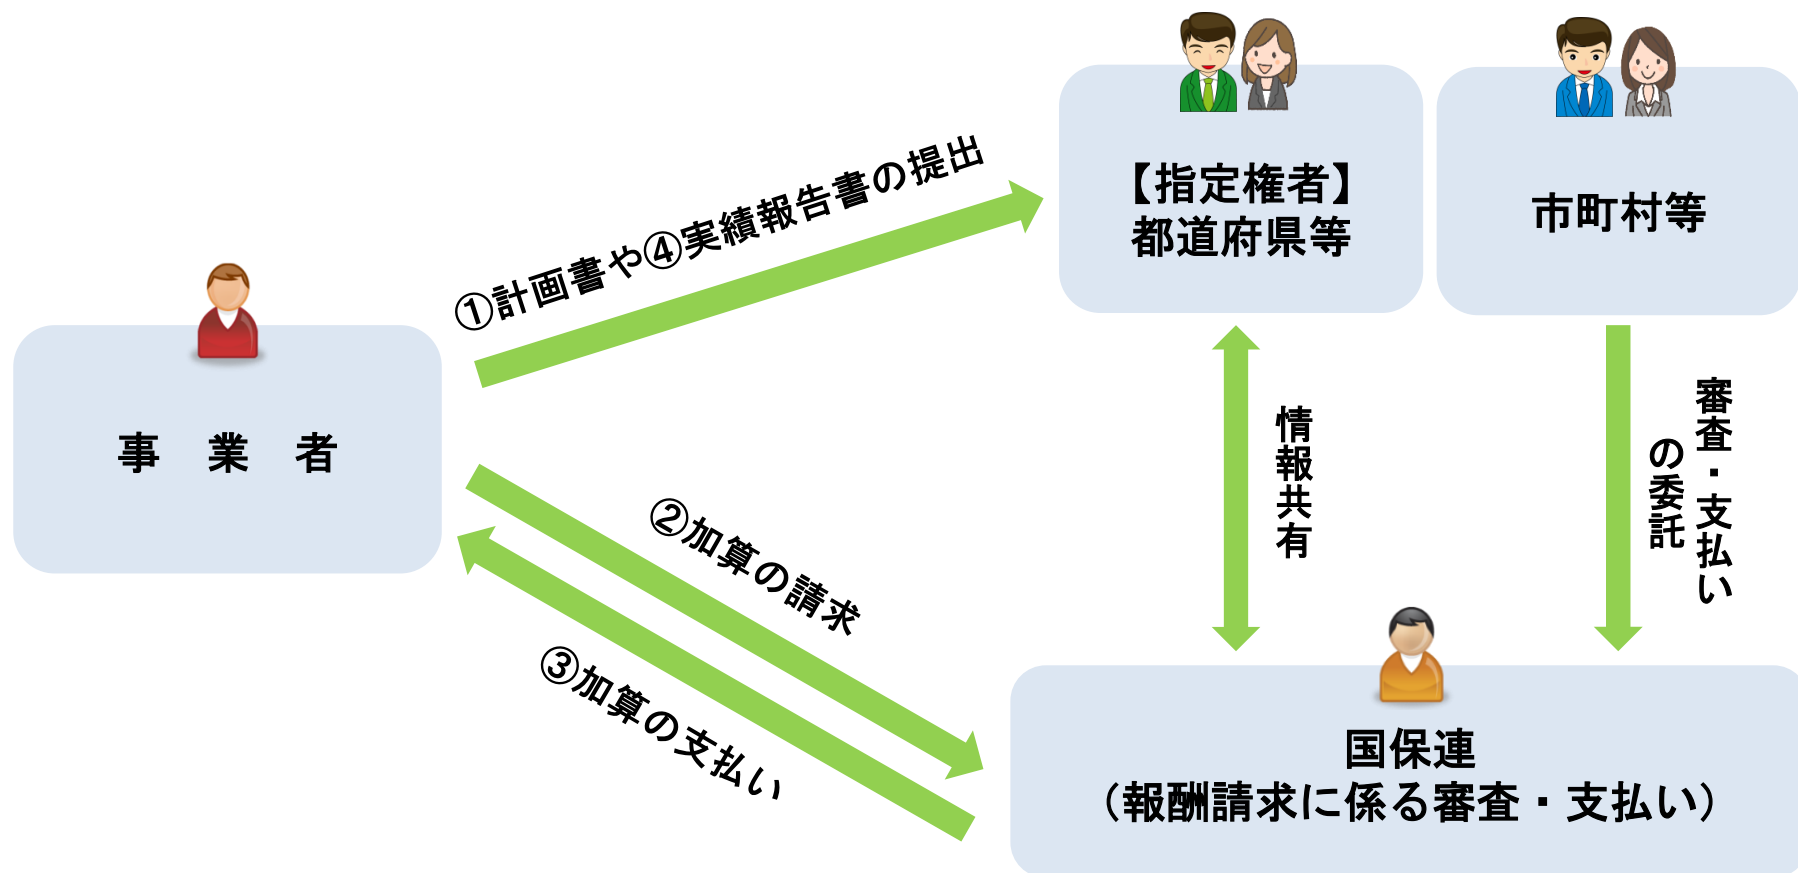 【指定権者】
都道府県等
市町村等
①計画書や④実績報告書の提出
事　業　者
情報共有
審査・支払い
の委託
②加算の請求
③加算の支払い
国保連
（報酬請求に係る審査・支払い）